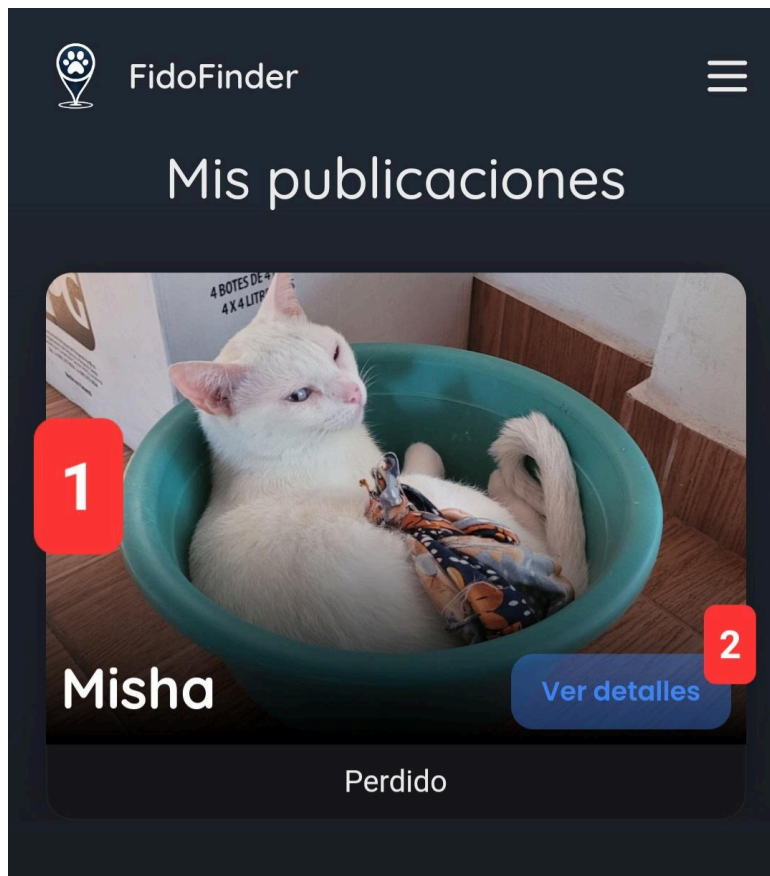 FidoFinder
Mis publicaciones
4 BOTES DE 4
4 X 4 LITR
1
2
Misha
Ver detalles
Perdido